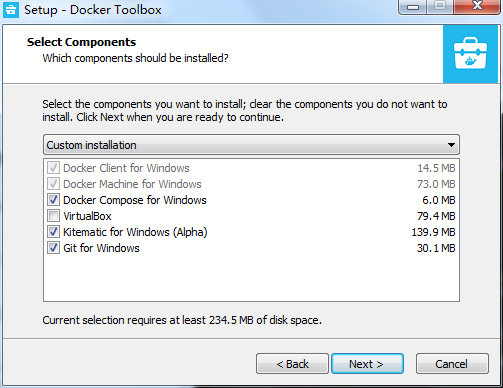 Setup - Docker Toolbox
Select Components
Which components should be installed?
Select the components you want to install; clear the components you do not want to
install. Click Next when you are ready to continue.
Custom installation
Docker Client for Windows 14.5 MB
Docker Machine for Windows 73.0 MB
Docker Compose for Windows 6.0 MB
VirtualBox 79.4 MB
Kitematic for Windows (Alpha) 139.9 MB
Git for Windows 30.1 MB
Current selection requires at least 234.5 MB of disk space.
< Back Next > Cancel